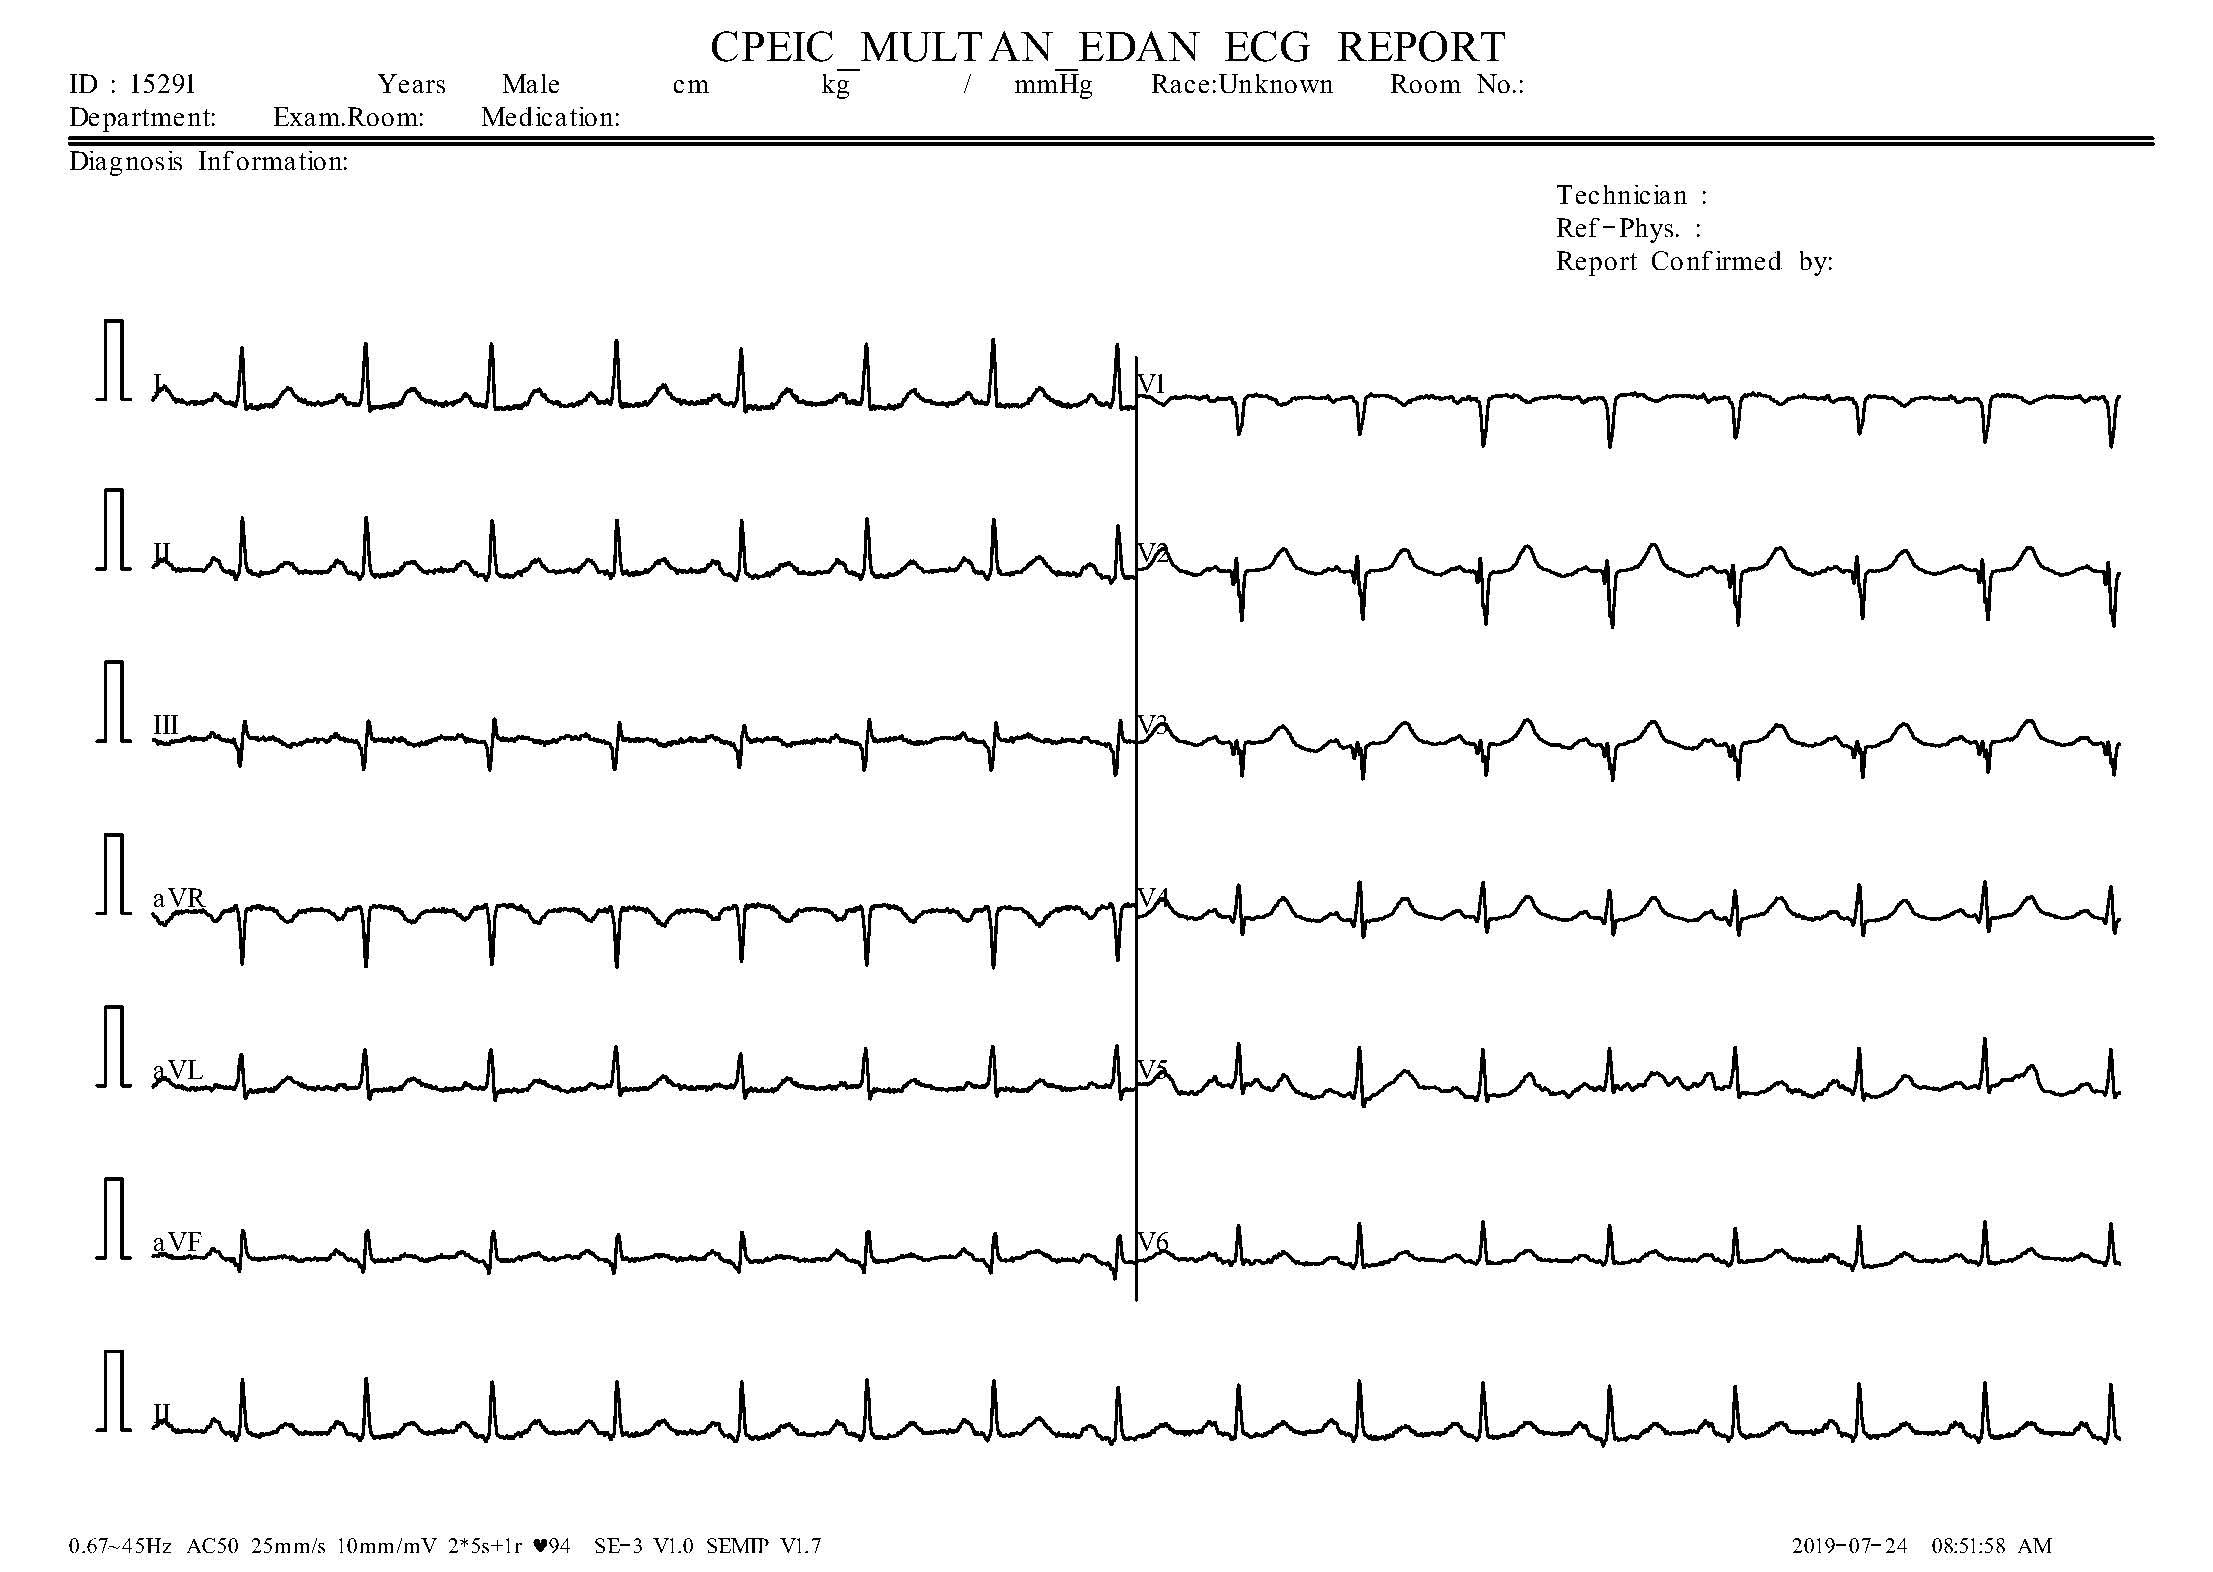 CPEIC_MULTAN_EDAN ECG REPORT
ID : 15291 Years Male cm kg / mmHg Race:Unknown Room No.:
Department: Exam.Room: Medication:
Diagnosis Information:
Technician :
Ref-Phys. :
Report Confirmed by:
I V1
II V2
III V3
aVR V4
aVL V5
aVF V6
II
0.67~45Hz AC50 25mm/s 10mm/mV 2*5s+1r ♥94 SE-3 V1.0 SEMIP V1.7 2019-07-24 08:51:58 AM